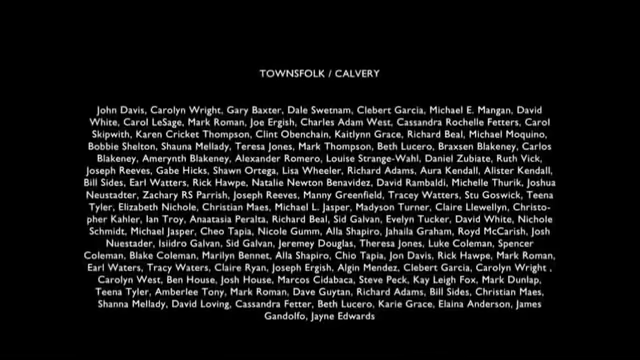 TOWNSFOLK / CALVERY
John Davis, Carolyn Wright, Gary Baxter, Dale Swetnam, Clebert Garcia, Michael E. Mangan, David
White, Carol LeSage, Mark Roman, Joe Ergish, Charles Adam West, Cassandra Rochelle Fetters, Carol
Skipwith, Karen Cricket Thompson, Clint Obenchain, Kaitlynn Grace, Richard Beal, Michael Moquino,
Bobbie Shelton, Shauna Mellady, Teresa Jones, Mark Thompson, Beth Lucero, Braxsen Blakeney, Carlos
Blakeney, Amerynth Blakeney, Alexander Romero, Louise Strange-Wahl, Daniel Zubiate, Ruth Vick,
Joseph Reeves, Gabe Hicks, Shawn Ortega, Lisa Wheeler, Richard Adams, Aura Kendall, Alister Kendall,
Bill Sides, Earl Watters, Rick Hawpe, Natalie Newton Benavidez, David Rambaldi, Michelle Thurik, Joshua
Neustadter, Zachary RS Parrish, Joseph Reeves, Manny Greenfield, Tracey Watters, Stu Goswick, Teena
Tyler, Elizabeth Nichole, Christian Maes, Michael L. Jasper, Madyson Turner, Claire Llewellyn, Christo-
pher Kahler, Ian Troy, Anaatasia Peralta, Richard Beal, Sid Galvan, Evelyn Tucker, David White, Nichole
Schmidt, Michael Jasper, Cheo Tapia, Nicole Gumm, Alla Shapiro, Jahaila Graham, Royd McCarish, Josh
Nuestader, Isiidro Galvan, Sid Galvan, Jeremey Douglas, Theresa Jones, Luke Coleman, Spencer
Coleman, Blake Coleman, Marilyn Bennet, Alla Shapiro, Chio Tapia, Jon Davis, Rick Hawpe, Mark Roman,
Earl Waters, Tracy Waters, Claire Ryan, Joseph Ergish, Algin Mendez, Clebert Garcia, Carolyn Wright ,
Carolyn West, Ben House, Josh House, Marcos Cidabaca, Steve Peck, Kay Leigh Fox, Mark Dunlap,
Teena Tyler, Amberlee Tony, Mark Roman, Dave Guytan, Richard Adams, Bill Sides, Christian Maes,
Shanna Mellady, David Loving, Cassandra Fetter, Beth Lucero, Karie Grace, Elaina Anderson, James
Gandolfo, Jayne Edwards